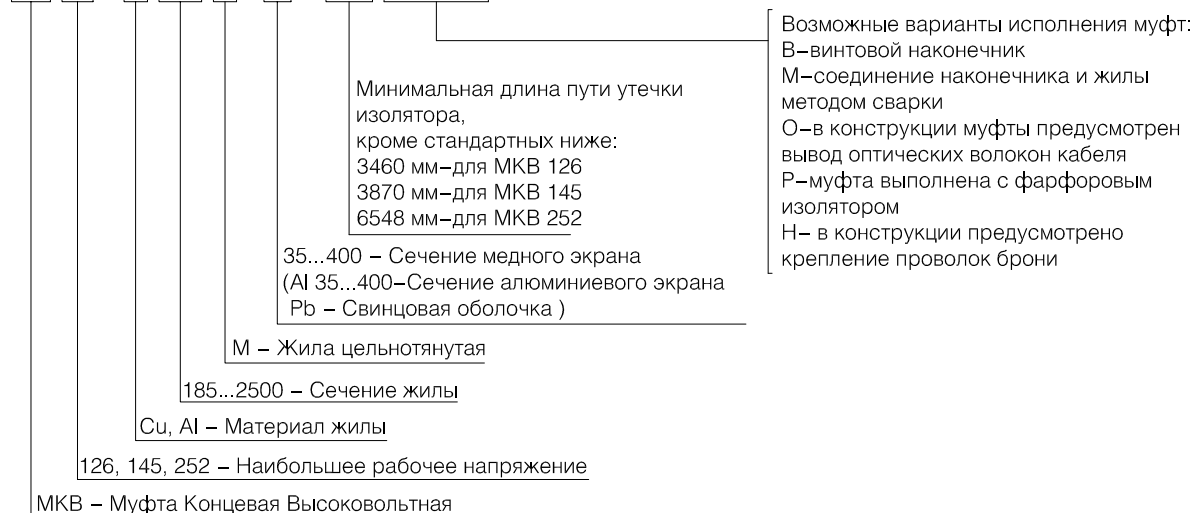 Возможные варианты исполнения муфт:
В–винтовой наконечник
М–соединение наконечника и жилы
методом сварки
О–в конструкции муфты предусмотрен
вывод оптических волокон кабеля
Р–муфта выполнена с фарфоровым
изолятором
Н– в конструкции предусмотрено
крепление проволок брони
Минимальная длина пути утечки
изолятора,
кроме стандартных ниже:
3460 мм–для МКВ 126
3870 мм–для МКВ 145
6548 мм–для МКВ 252
35...400 – Сечение медного экрана
(Al 35...400–Сечение алюминиевого экрана
Pb – Свинцовая оболочка )
М – Жила цельнотянутая
185...2500 – Сечение жилы
Cu, Al – Материал жилы
126, 145, 252 – Наибольшее рабочее напряжение
МКВ – Муфта Концевая Высоковольтная